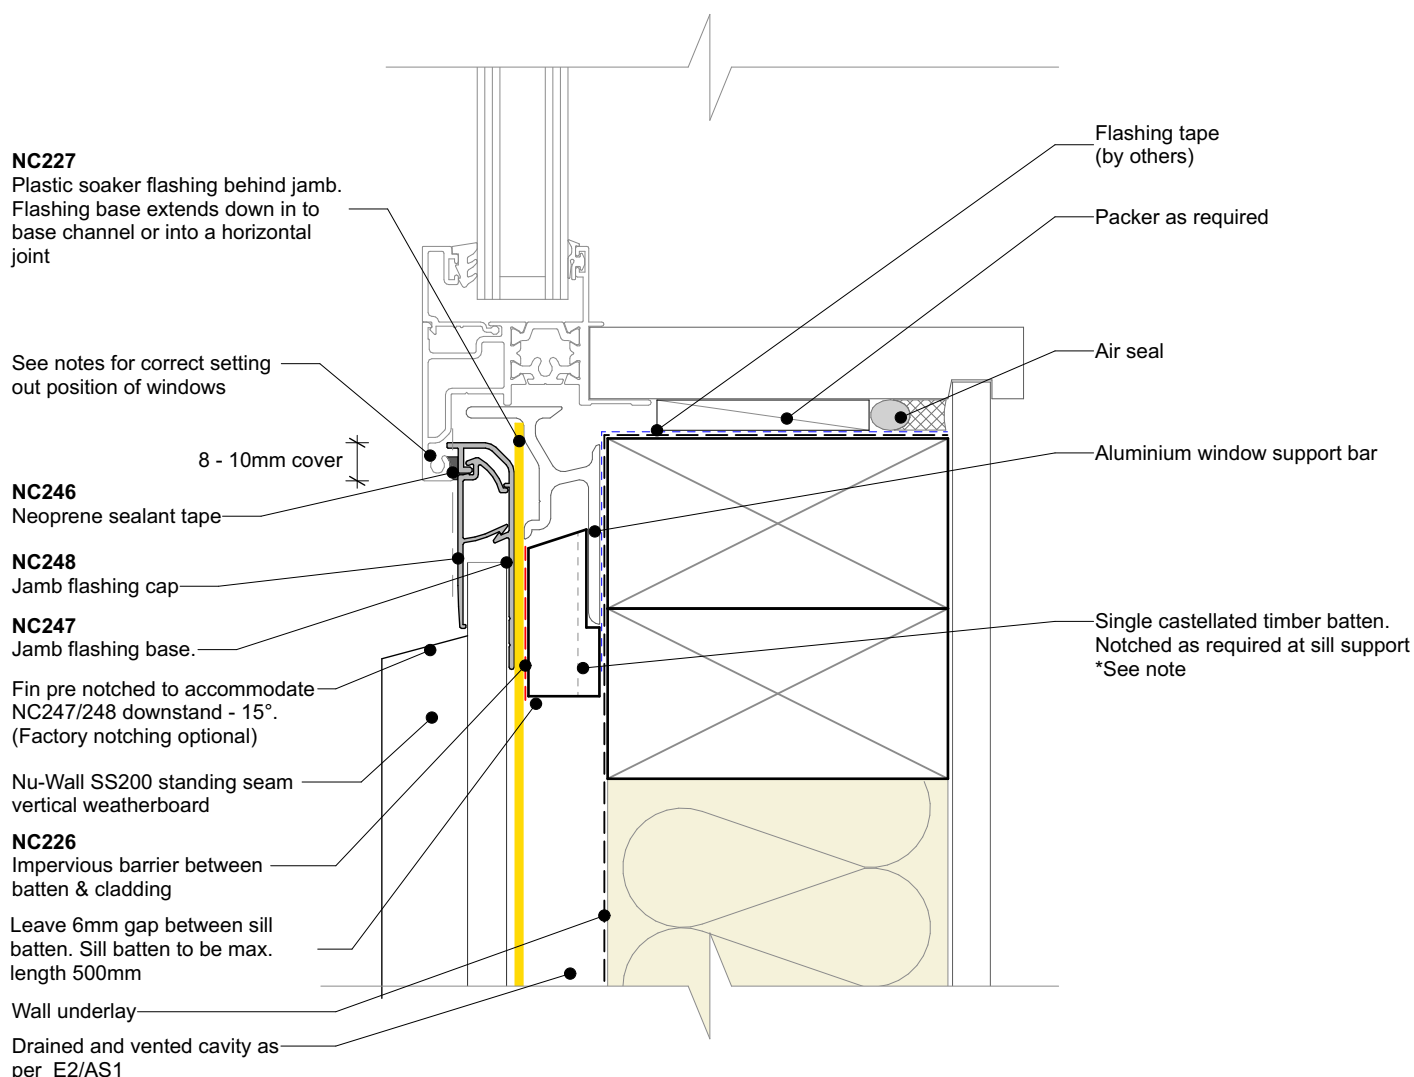 NC227
Plastic soaker flashing behind jamb.
Flashing base extends down in to
base channel or into a horizontal
joint
See notes for correct setting
out position of windows
8 - 10mm cover
NC246
Neoprene sealant tape
NC248
Jamb flashing cap
NC247
Jamb flashing base.
Fin pre notched to accommodate
NC247/248 downstand - 15°.
(Factory notching optional)
Nu-Wall SS200 standing seam
vertical weatherboard
NC226
Impervious barrier between
batten & cladding
Leave 6mm gap between sill
batten. Sill batten to be max.
length 500mm
Wall underlay
Drained and vented cavity as
per E2/AS1
Flashing tape
(by others)
Packer as required
Air seal
Aluminium window support bar
Single castellated timber batten.
Notched as required at sill support
*See note